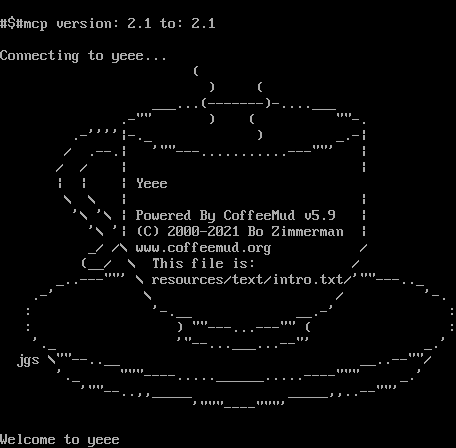 #$#mcp version: 2.1 to: 2.1
Connecting to yeee...
Yeee
Powered By CoffeeMud v5.9
(C) 2000-2021 Bo Zimmerman
www.coffeemud.org
This file is:
resources/text/intro.txt
jgs
Welcome to yeee